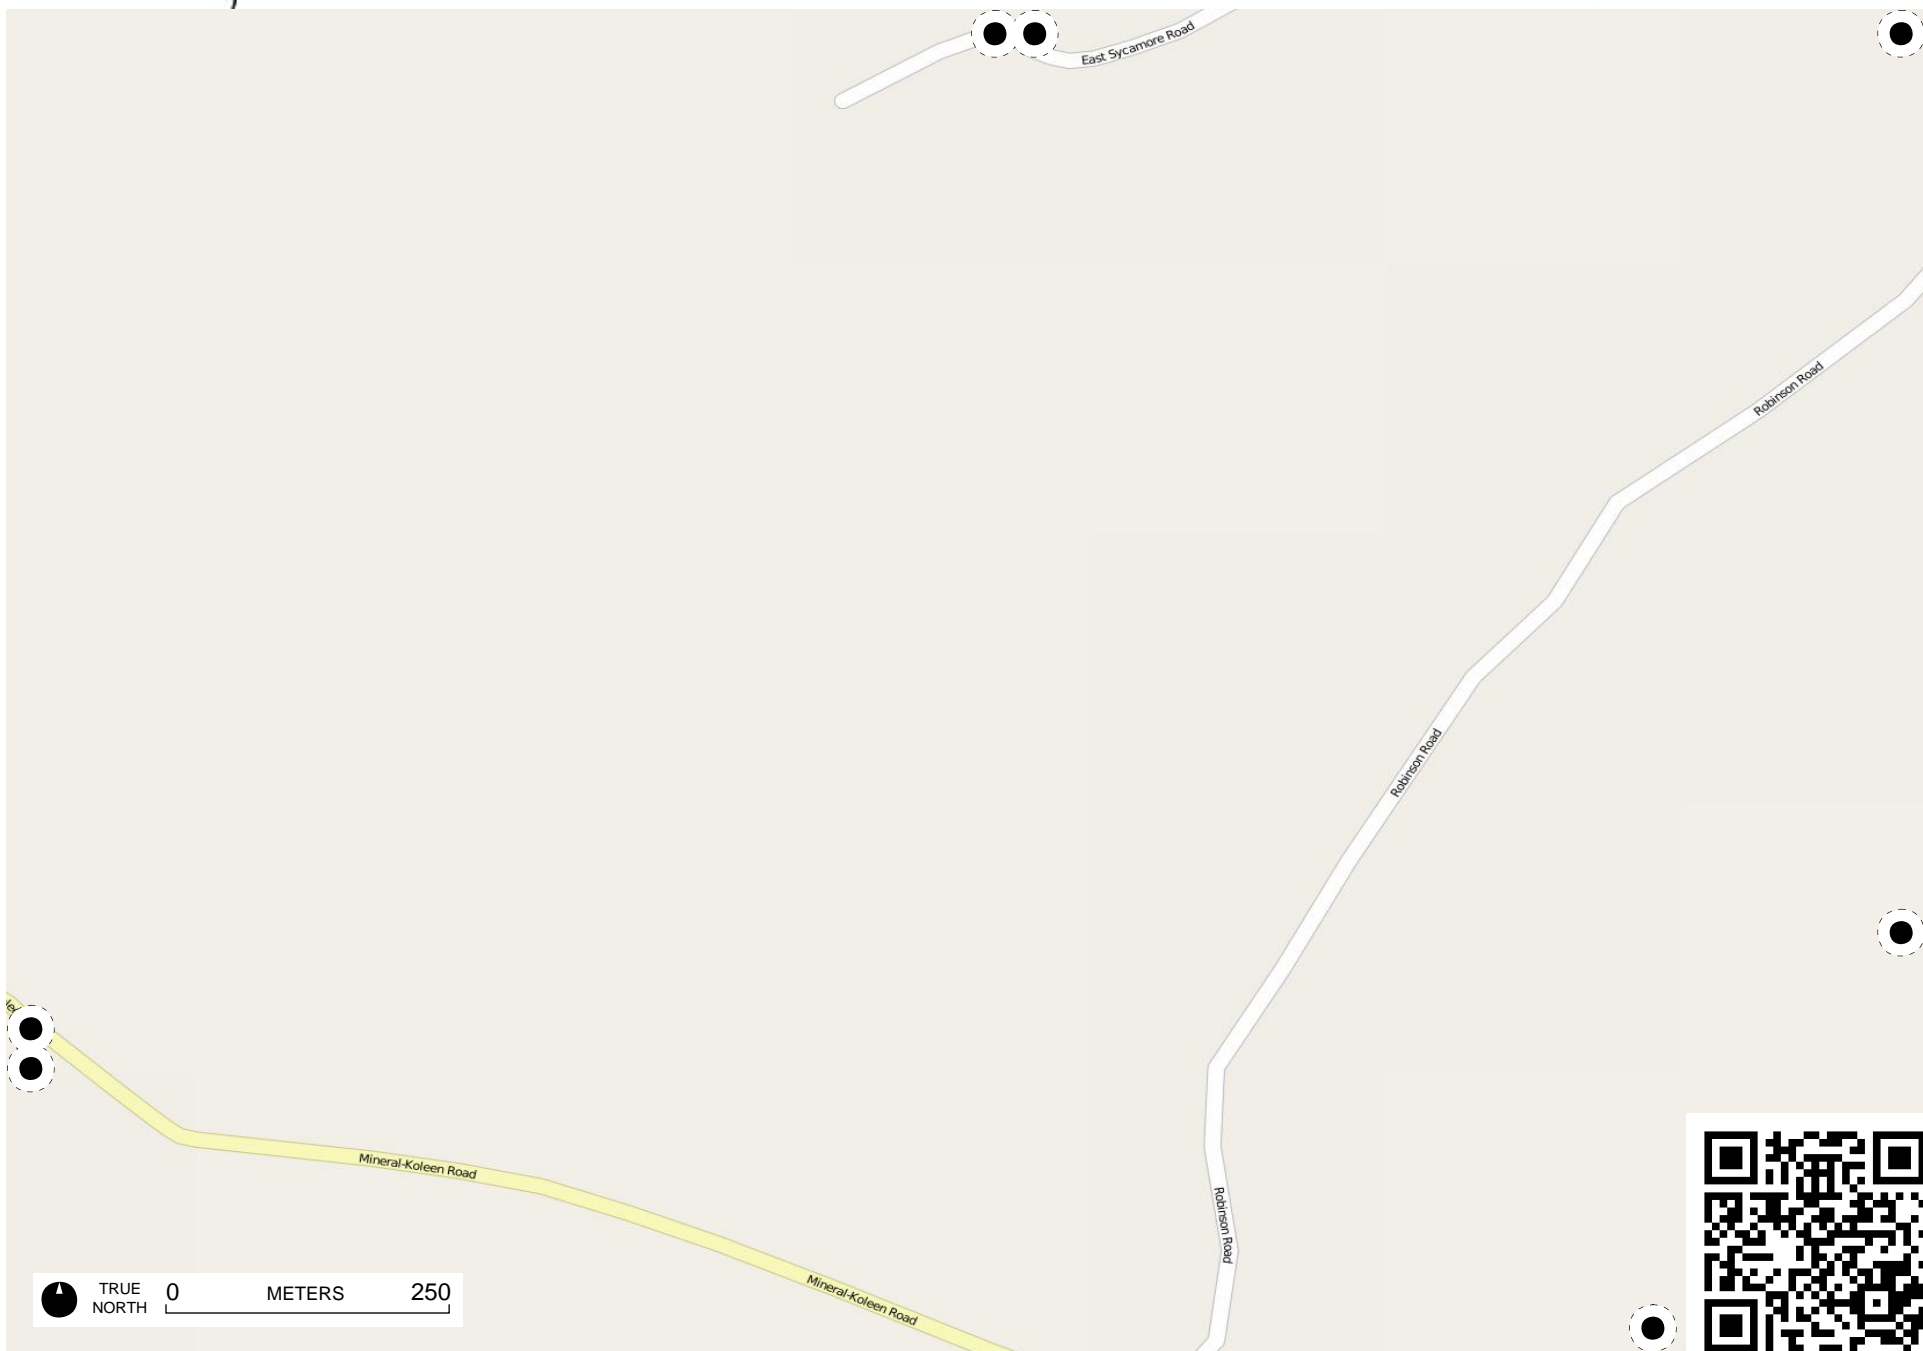 East Sycamore Road
Robinson Road
Robinson Road
Mineral-Koleen Road
Robinson Road
Mineral-Koleen Road
TRUE
NORTH
0 METERS 250